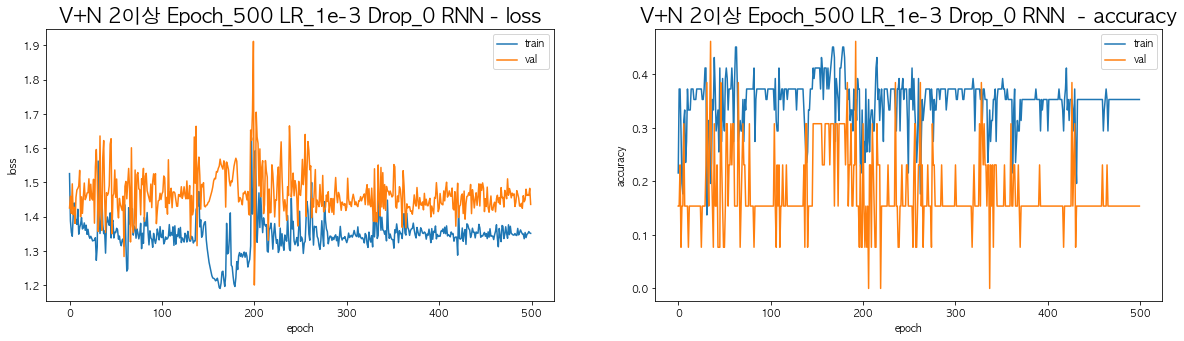 V+N 2이상 Epoch_500 LR_1e-3 Drop_0 RNN - loss
train
val
1.9
1.8
1.7
1.6
1.5
1.4
1.3
1.2
loss
0
100
200
300
400
500
epoch
V+N 2이상 Epoch_500 LR_1e-3 Drop_0 RNN - accuracy
train
val
0.4
0.3
0.2
0.1
0.0
accuracy
0
100
200
300
400
500
epoch